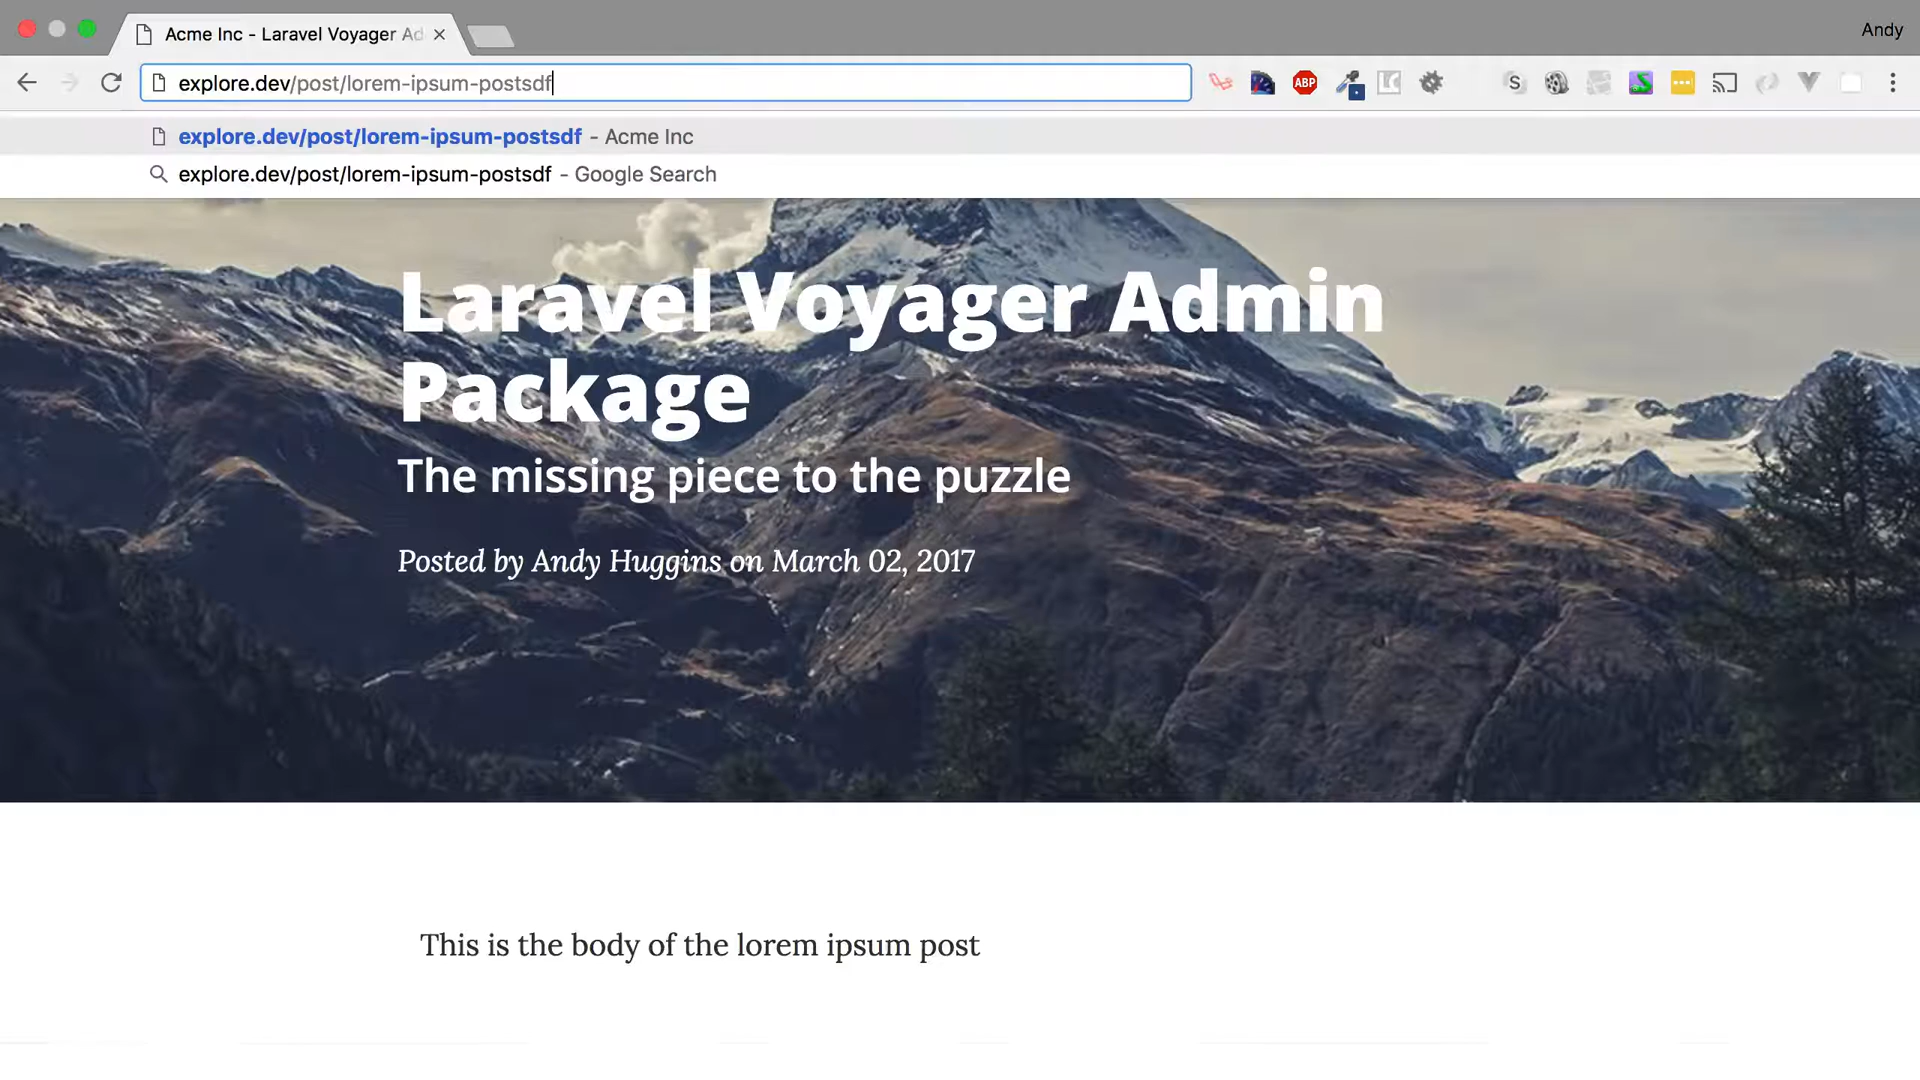 Acme Inc - Laravel Voyager Ad
Andy
explore.dev/post/lorem-ipsum-postsdf
ABP
S
explore.dev/post/lorem-ipsum-postsdf - Acme Inc
explore.dev/post/lorem-ipsum-postsdf - Google Search
Laravel Voyager Admin
Package
The missing piece to the puzzle
Posted by Andy Huggins on March 02, 2017
This is the body of the lorem ipsum post